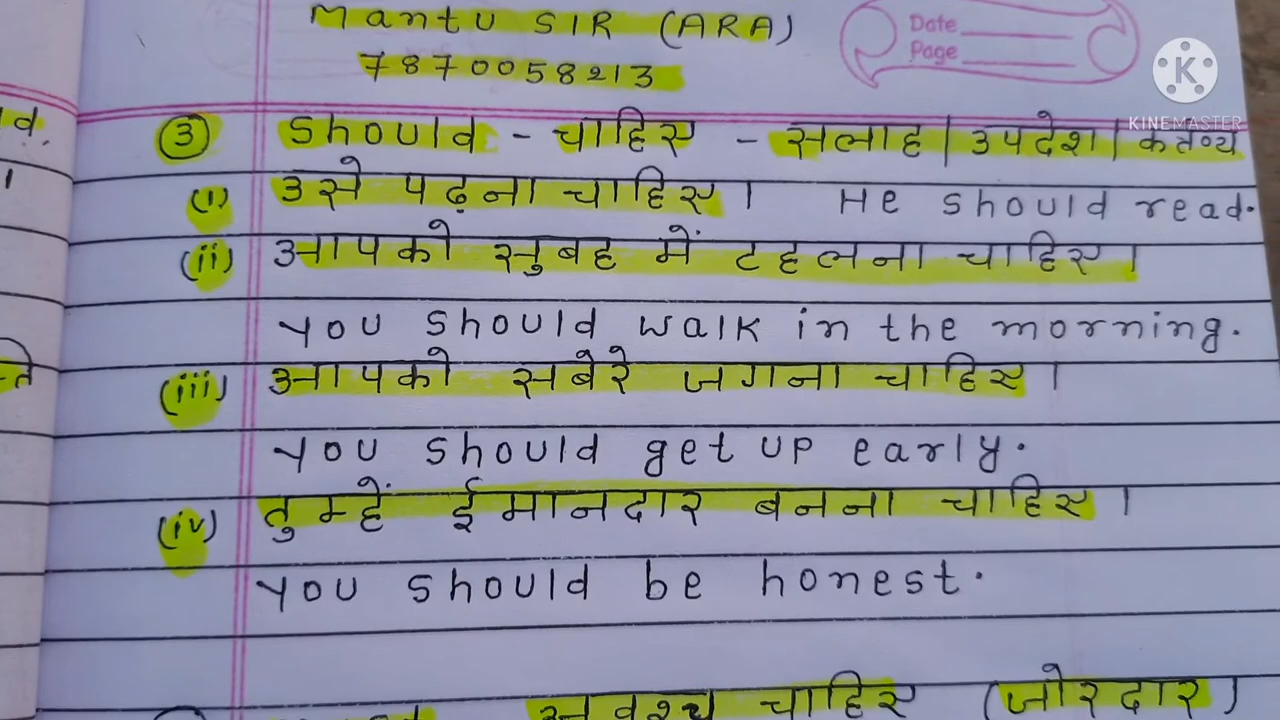 Mantu SIR (ARA)
7870058213
Date
Page
KINEMASTER
③ Should - चाहिए - सलाह | उपदेश | कर्तव्य
(i) उसे पढ़ना चाहिए । He should read.
(ii) आपको सुबह में टहलना चाहिए ।
You should walk in the morning.
(iii) आपको सबेरे जगना चाहिए ।
You should get up early.
(iv) तुम्हें ईमानदार बनना चाहिए ।
You should be honest.
अवश्य चाहिए (जोरदार)